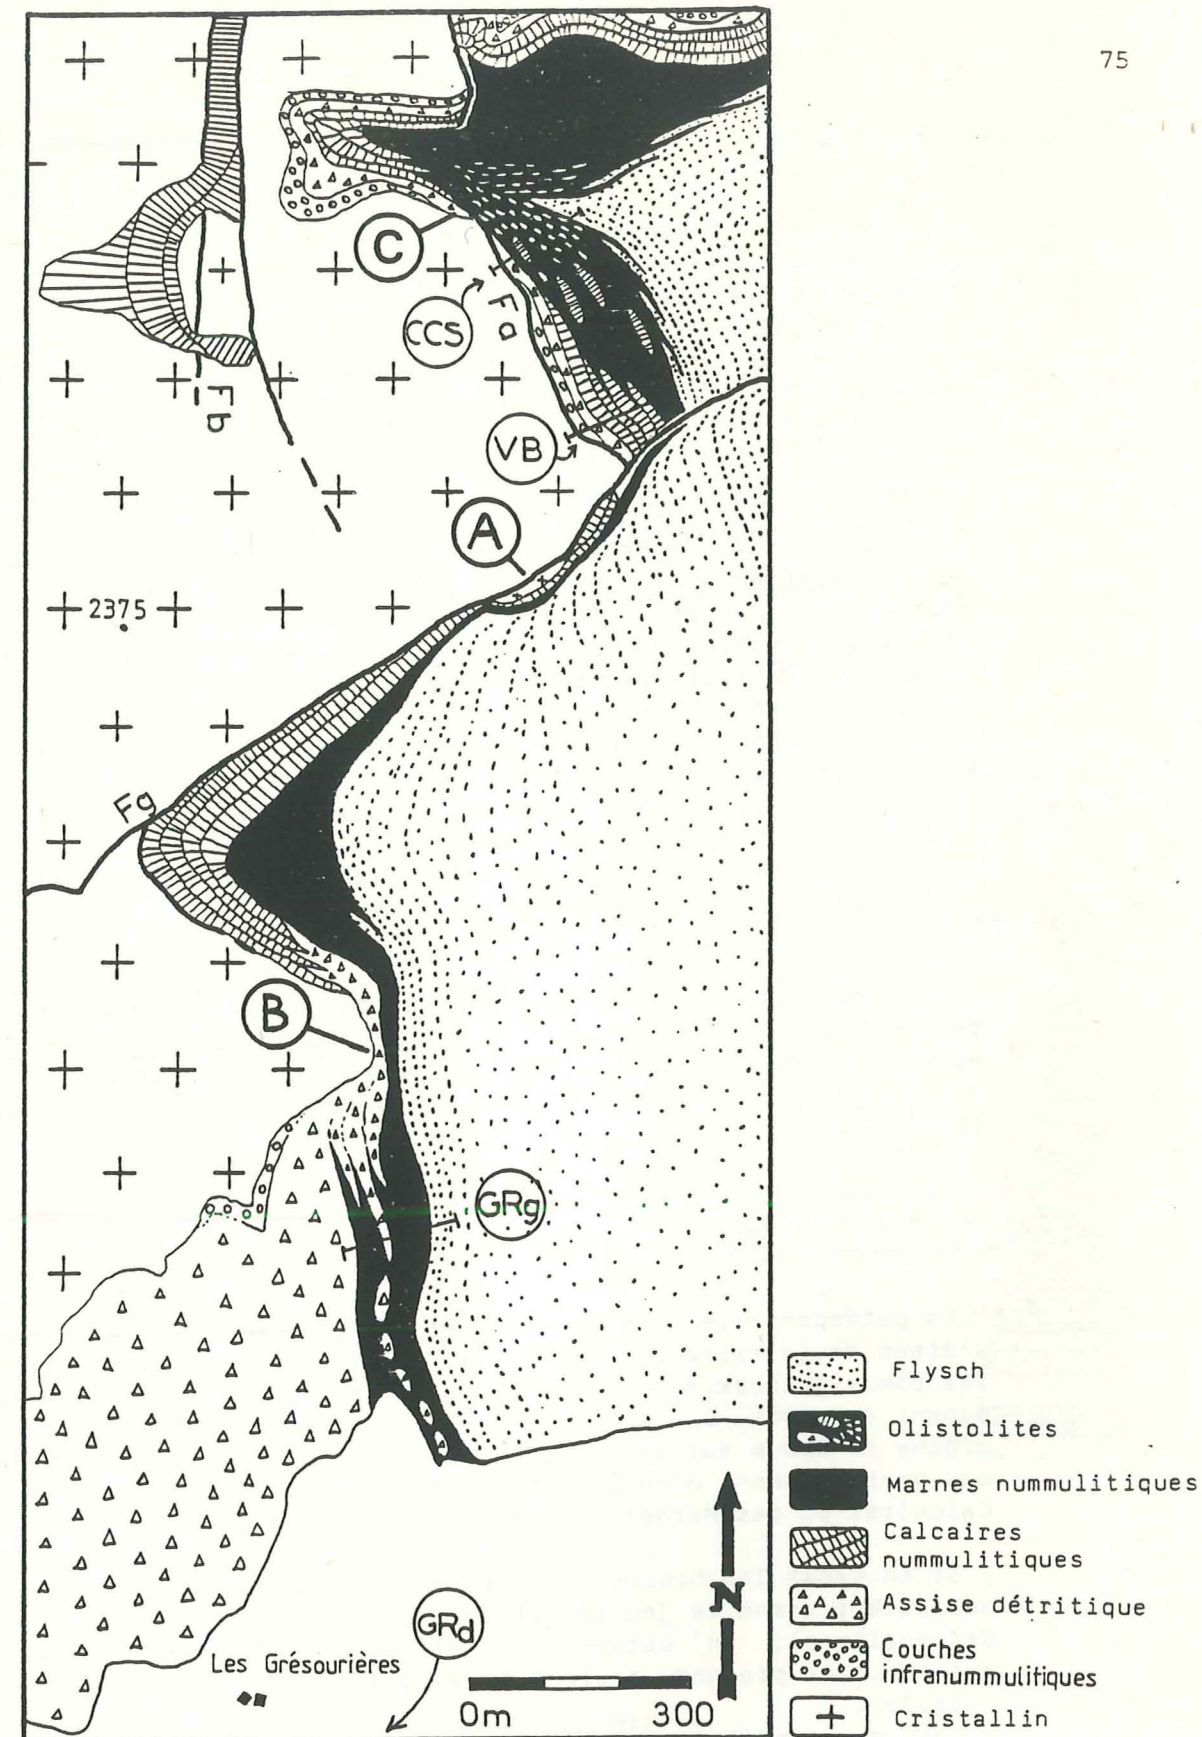 75
C
CCS
Fa
Fb
VB
A
2375
Fg
B
GRg
GRd
Les Grésourières
N
0m 300
Flysch
Olistolites
Marnes nummulitiques
Calcaires
nummulitiques
Assise détritique
Couches
infranummulitiques
Cristallin